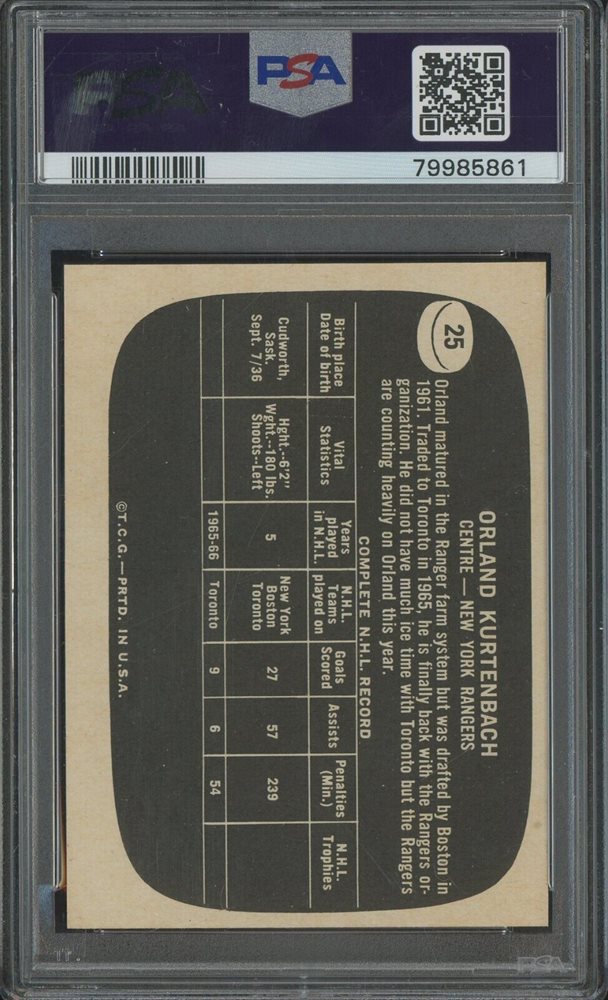 PSA
PSA
79985861
25
ORLAND KURTENBACH
CENTRE — NEW YORK RANGERS
Orland matured in the Ranger farm system but was drafted by Boston in
1961. Traded to Toronto in 1965, he is finally back with the Rangers or-
ganization. He did not have much ice time with Toronto but the Rangers
are counting heavily on Orland this year.
COMPLETE N.H.L. RECORD
Birth place
Date of birth
Vital
Statistics
Years
played
in N.H.L.
N.H.L.
Teams
played on
Goals
Scored
Assists
Penalties
(Min.)
N.H.L.
Trophies
Cudworth,
Sask.
Sept. 7/36
Hght.--6'2"
Wght.--180 lbs.
Shoots--Left
5
New York
Boston
Toronto
27
57
239
1965-66
Toronto
9
6
54
©T.C.G.—PRTD. IN U.S.A.
PSA